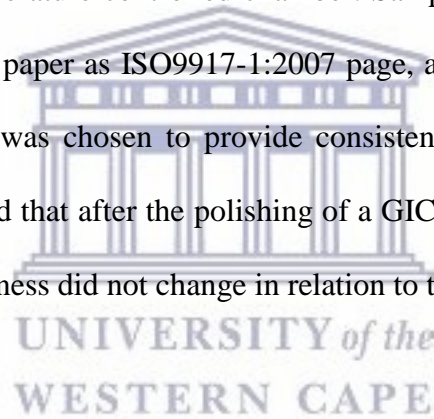 paper as ISO9917-1:2007 page, a
was chosen to provide consisten
d that after the polishing of a GIC
ness did not change in relation to t
UNIVERSITY of the
WESTERN CAPE